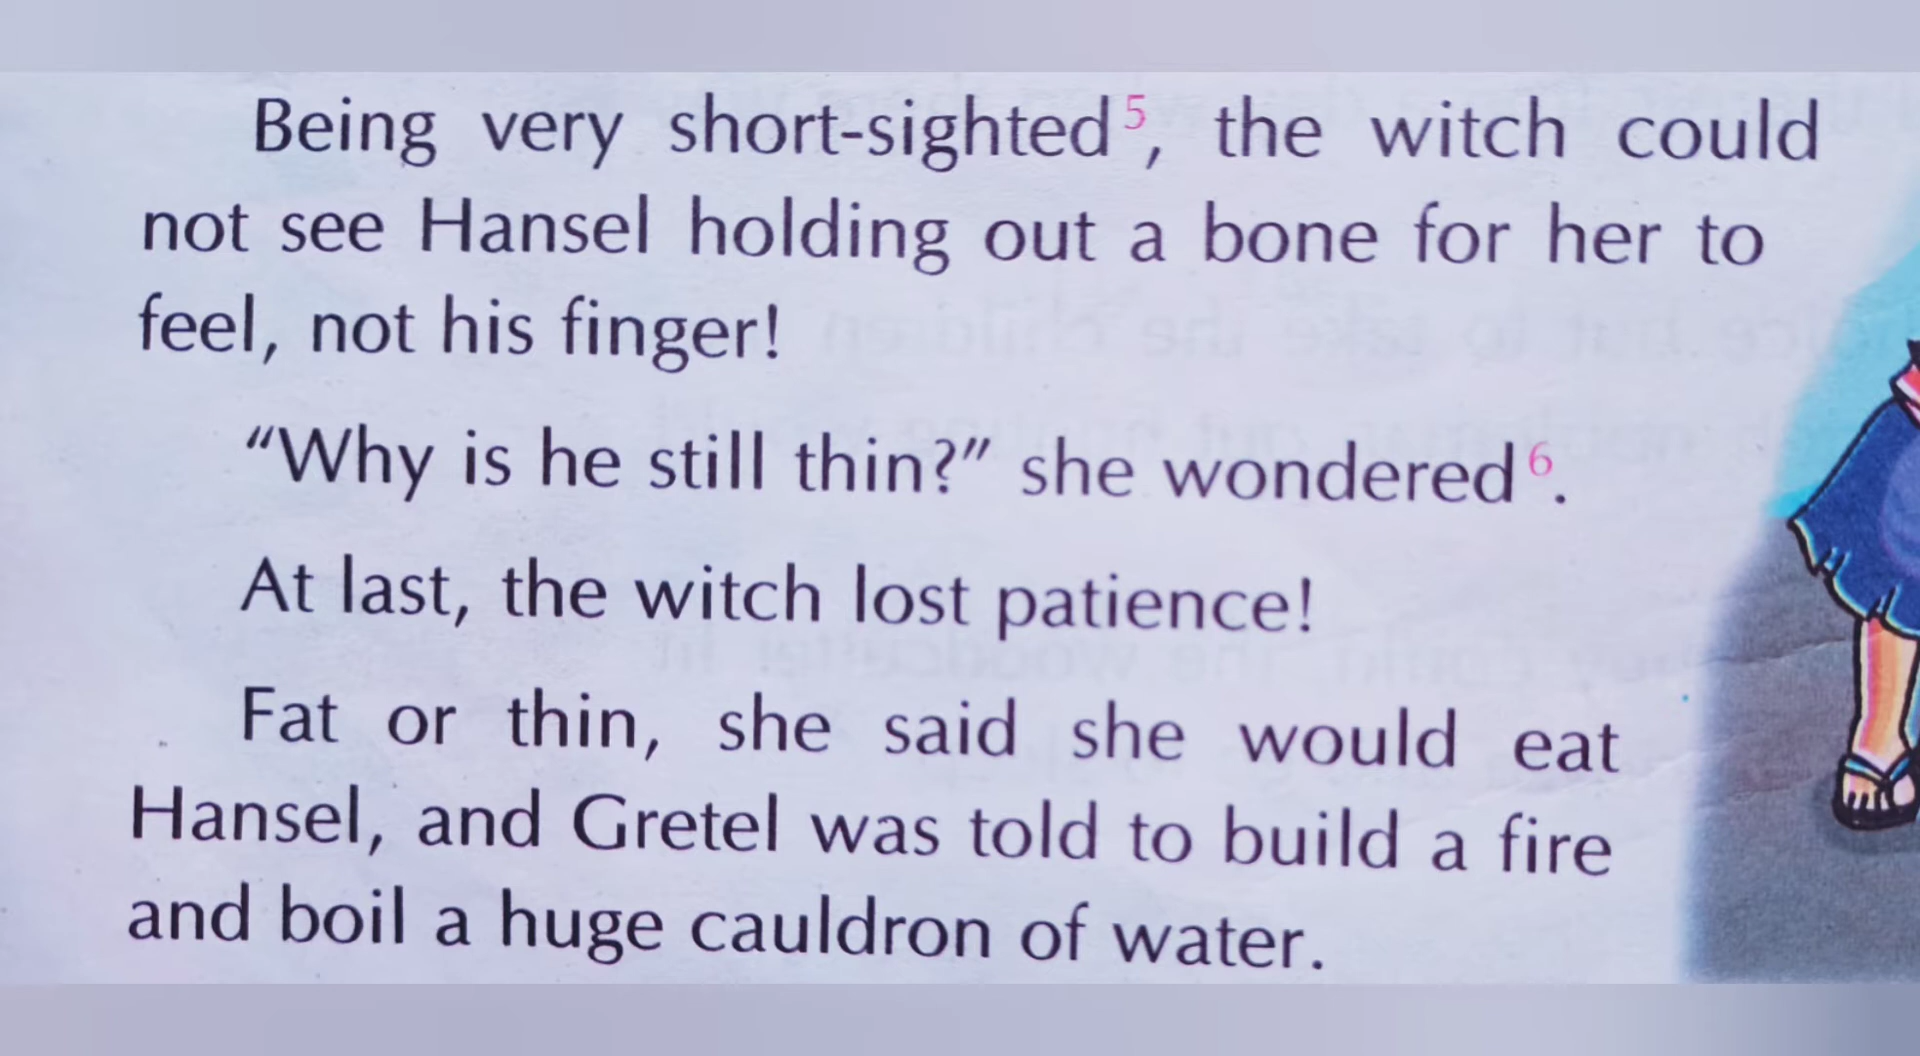 Being very short-sighted⁵, the witch could
not see Hansel holding out a bone for her to
feel, not his finger!
“Why is he still thin?” she wondered⁶.
At last, the witch lost patience!
Fat or thin, she said she would eat
Hansel, and Gretel was told to build a fire
and boil a huge cauldron of water.